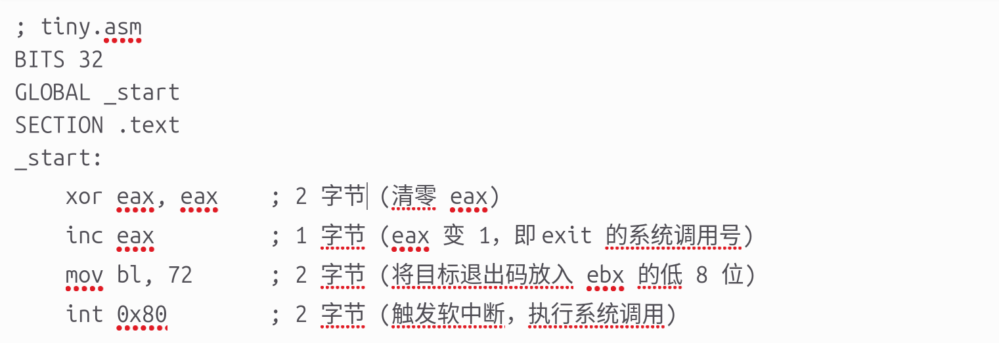 ; tiny.asm
BITS 32
GLOBAL _start
SECTION .text
_start:
    xor eax, eax    ; 2 字节 (清零 eax)
    inc eax         ; 1 字节 (eax 变 1, 即 exit 的系统调用号)
    mov bl, 72      ; 2 字节 (将目标退出码放入 ebx 的低 8 位)
    int 0x80        ; 2 字节 (触发软中断, 执行系统调用)